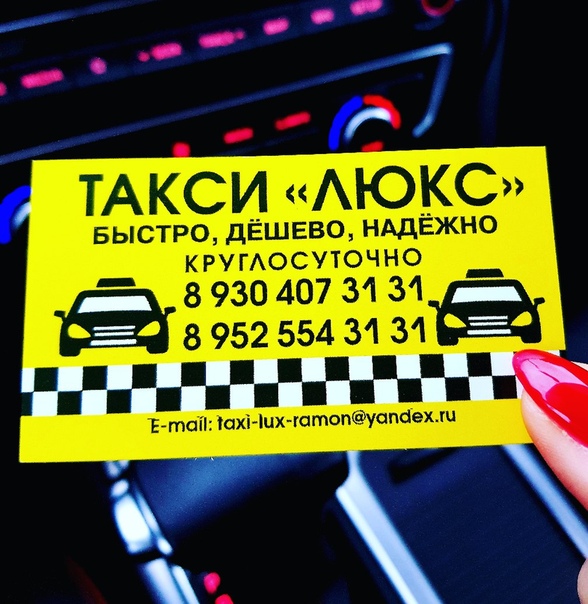 ТАКСИ «ЛЮКС»
БЫСТРО, ДЁШЕВО, НАДЁЖНО
КРУГЛОСУТОЧНО
8 930 407 31 31
8 952 554 31 31
E-mail: taxi-lux-ramon@yandex.ru